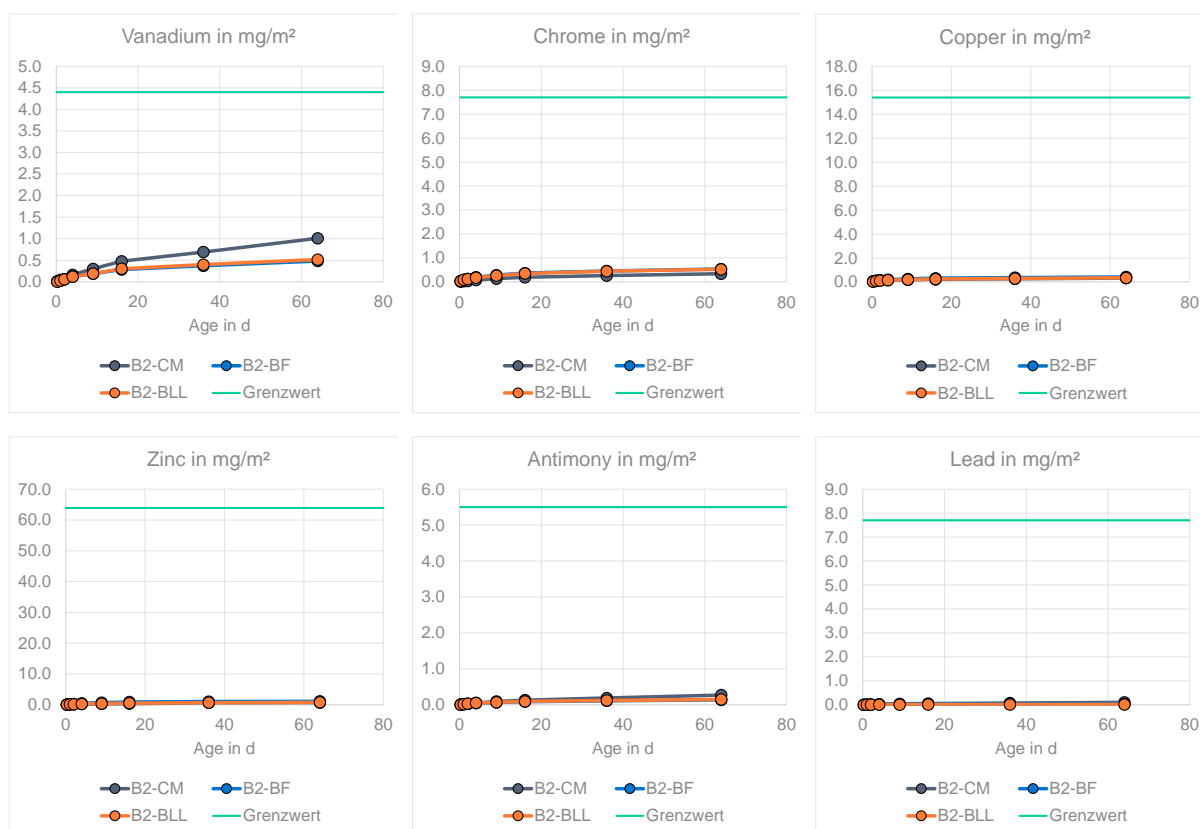 Vanadium in mg/m²
5.0
4.5
4.0
3.5
3.0
2.5
2.0
1.5
1.0
0.5
0.0
0 20 40 60 80
Age in d
B2-CM B2-BF
B2-BLL Grenzwert
Chrome in mg/m²
9.0
8.0
7.0
6.0
5.0
4.0
3.0
2.0
1.0
0.0
0 20 40 60 80
Age in d
B2-CM B2-BF
B2-BLL Grenzwert
Copper in mg/m²
18.0
16.0
14.0
12.0
10.0
8.0
6.0
4.0
2.0
0.0
0 20 40 60 80
Age in d
B2-CM B2-BF
B2-BLL Grenzwert
Zinc in mg/m²
70.0
60.0
50.0
40.0
30.0
20.0
10.0
0.0
0 20 40 60 80
Age in d
B2-CM B2-BF
B2-BLL Grenzwert
Antimony in mg/m²
6.0
5.0
4.0
3.0
2.0
1.0
0.0
0 20 40 60 80
Age in d
B2-CM B2-BF
B2-BLL Grenzwert
Lead in mg/m²
9.0
8.0
7.0
6.0
5.0
4.0
3.0
2.0
1.0
0.0
0 20 40 60 80
Age in d
B2-CM B2-BF
B2-BLL Grenzwert